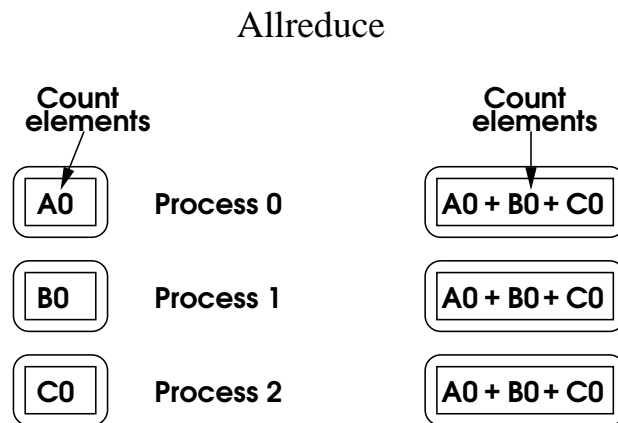 Allreduce
Count
elements
Count
elements
A0 Process 0 A0 + B0 + C0
B0 Process 1 A0 + B0 + C0
C0 Process 2 A0 + B0 + C0